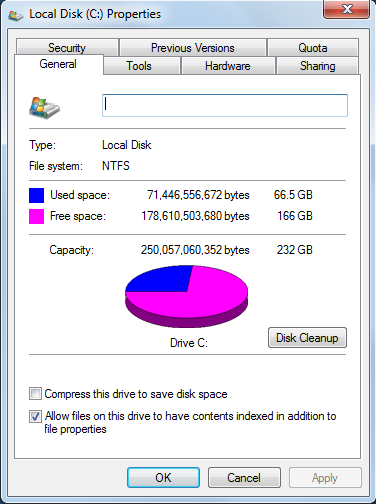 Local Disk (C:) Properties
Security Previous Versions Quota
General Tools Hardware Sharing
Type: Local Disk
File system: NTFS
Used space: 71,446,556,672 bytes 66.5 GB
Free space: 178,610,503,680 bytes 166 GB
Capacity: 250,057,060,352 bytes 232 GB
Drive C:
Disk Cleanup
Compress this drive to save disk space
Allow files on this drive to have contents indexed in addition to
file properties
OK Cancel Apply